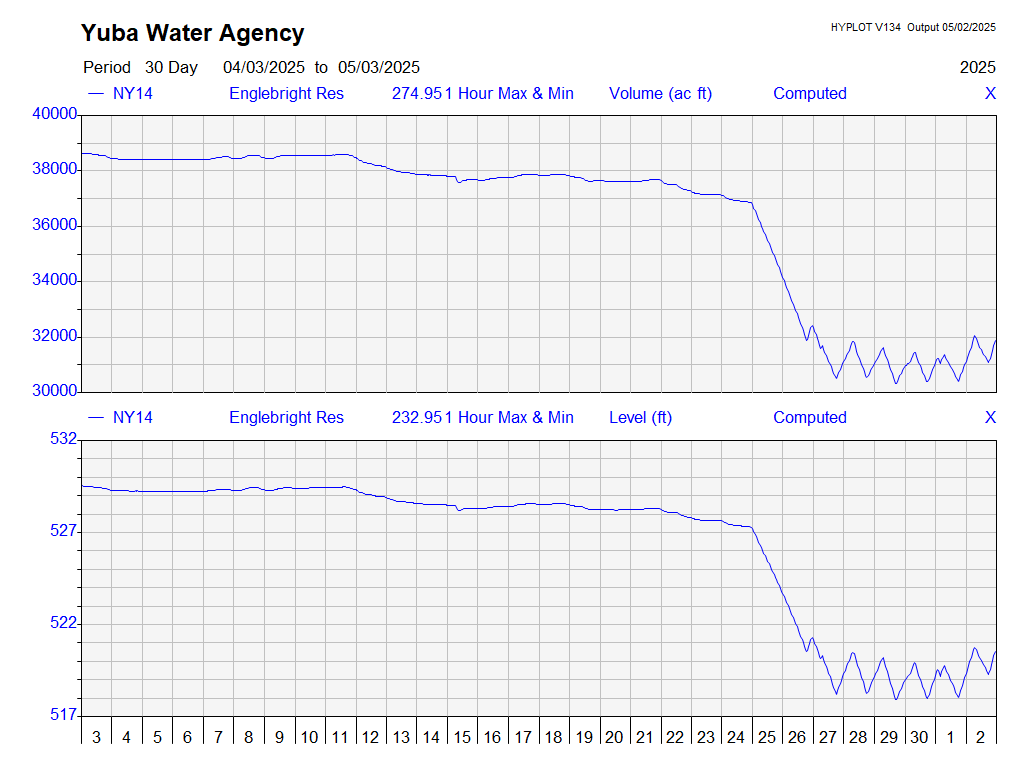 Yuba Water Agency
HYPLOT V134 Output 05/02/2025
Period 30 Day 04/03/2025 to 05/03/2025
2025
NY14 Englebright Res 274.951 Hour Max & Min Volume (ac ft) Computed X
40000
38000
36000
34000
32000
30000
NY14 Englebright Res 232.951 Hour Max & Min Level (ft) Computed X
532
527
522
517
3 4 5 6 7 8 9 10 11 12 13 14 15 16 17 18 19 20 21 22 23 24 25 26 27 28 29 30 1 2